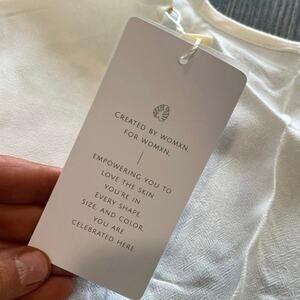 CREATED BY WOMXN.
FOR WOMXN.
EMPOWERING YOU TO
LOVE THE SKIN
YOU'RE IN.
EVERY SHAPE,
SIZE, AND COLOR,
YOU ARE
CELEBRATED HERE.